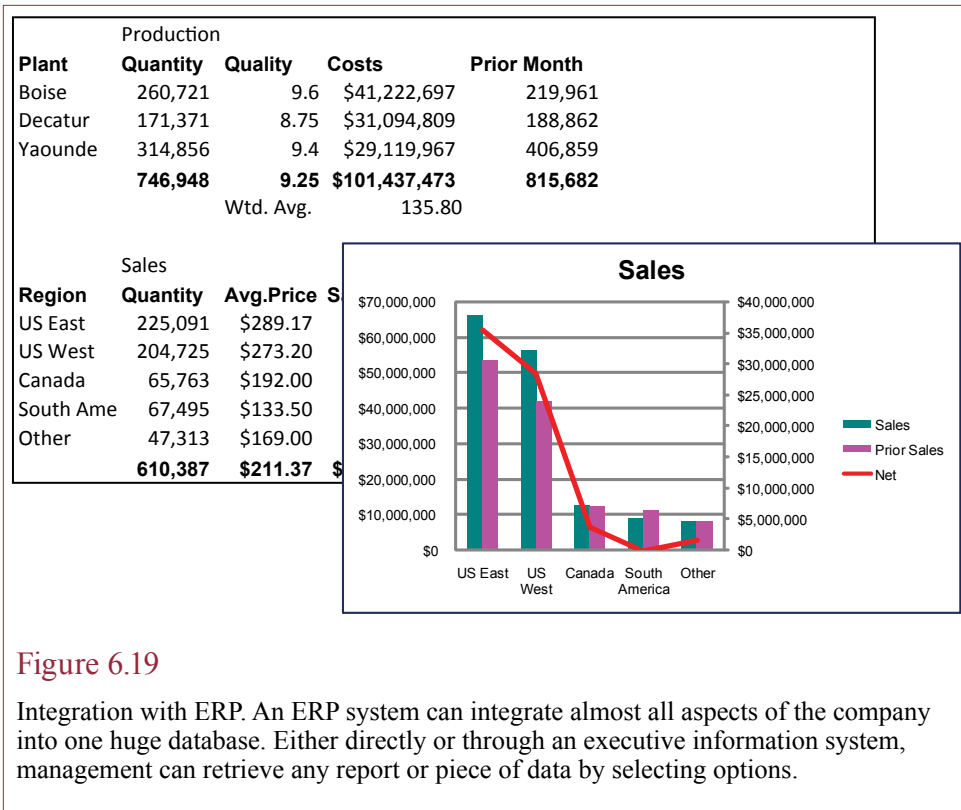 Production
Plant Quantity Quality Costs Prior Month
Boise 260,721 9.6 $41,222,697 219,961
Decatur 171,371 8.75 $31,094,809 188,862
Yaounde 314,856 9.4 $29,119,967 406,859
746,948 9.25 $101,437,473 815,682
Wtd. Avg. 135.80
Sales
Region Quantity Avg.Price S
US East 225,091 $289.17
US West 204,725 $273.20
Canada 65,763 $192.00
South Ame 67,495 $133.50
Other 47,313 $169.00
610,387 $211.37 $
Sales
$70,000,000
$60,000,000
$50,000,000
$40,000,000
$30,000,000
$20,000,000
$10,000,000
$0
$40,000,000
$35,000,000
$30,000,000
$25,000,000
$20,000,000
$15,000,000
$10,000,000
$5,000,000
$0
US East US West Canada South America Other
Sales
Prior Sales
Net
Figure 6.19
Integration with ERP. An ERP system can integrate almost all aspects of the company
into one huge database. Either directly or through an executive information system,
management can retrieve any report or piece of data by selecting options.